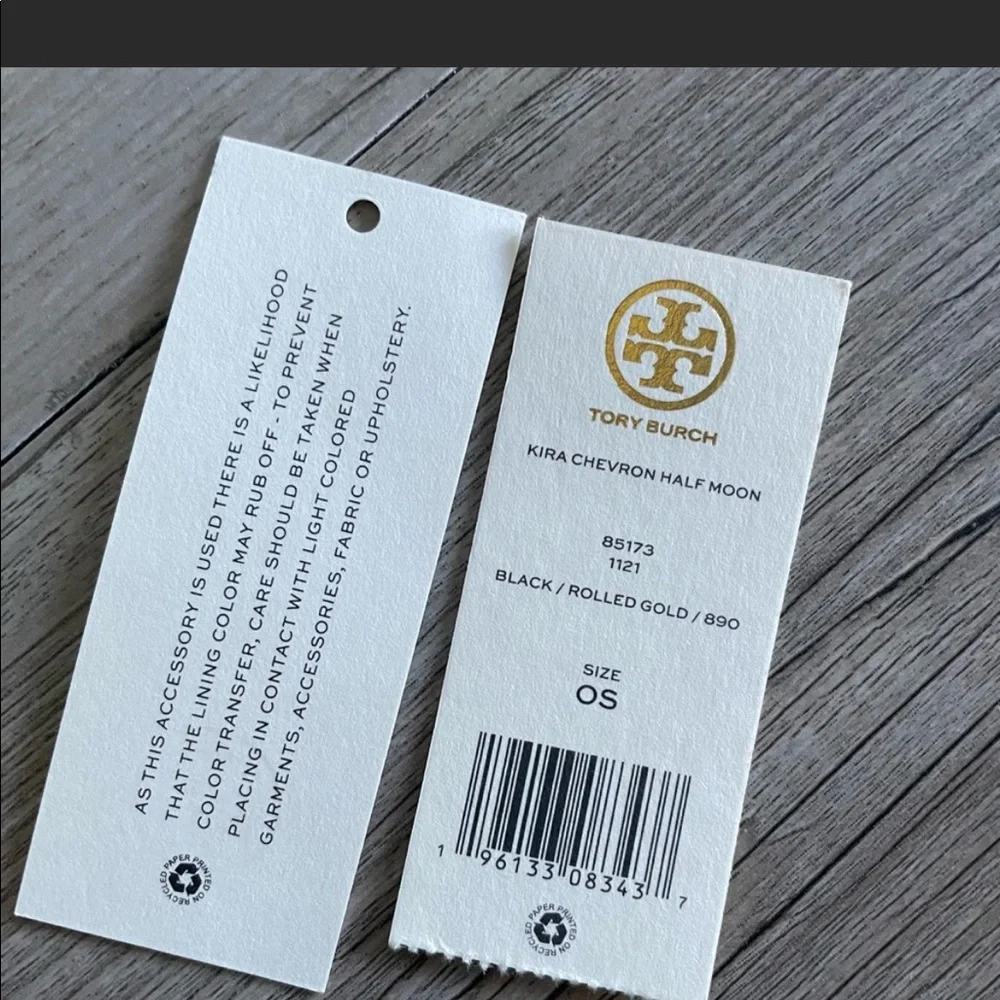 AS THIS ACCESSORY IS USED THERE IS A LIKELIHOOD
THAT THE LINING COLOR MAY RUB OFF - TO PREVENT
COLOR TRANSFER, CARE SHOULD BE TAKEN WHEN
PLACING IN CONTACT WITH LIGHT COLORED
GARMENTS, ACCESSORIES, FABRIC OR UPHOLSTERY.
PAPER PRINTED ON RECYCLED
TORY BURCH
KIRA CHEVRON HALF MOON
85173
1121
BLACK / ROLLED GOLD / 890
SIZE
OS
1 96133 08343 7
PAPER PRINTED ON RECYCLED